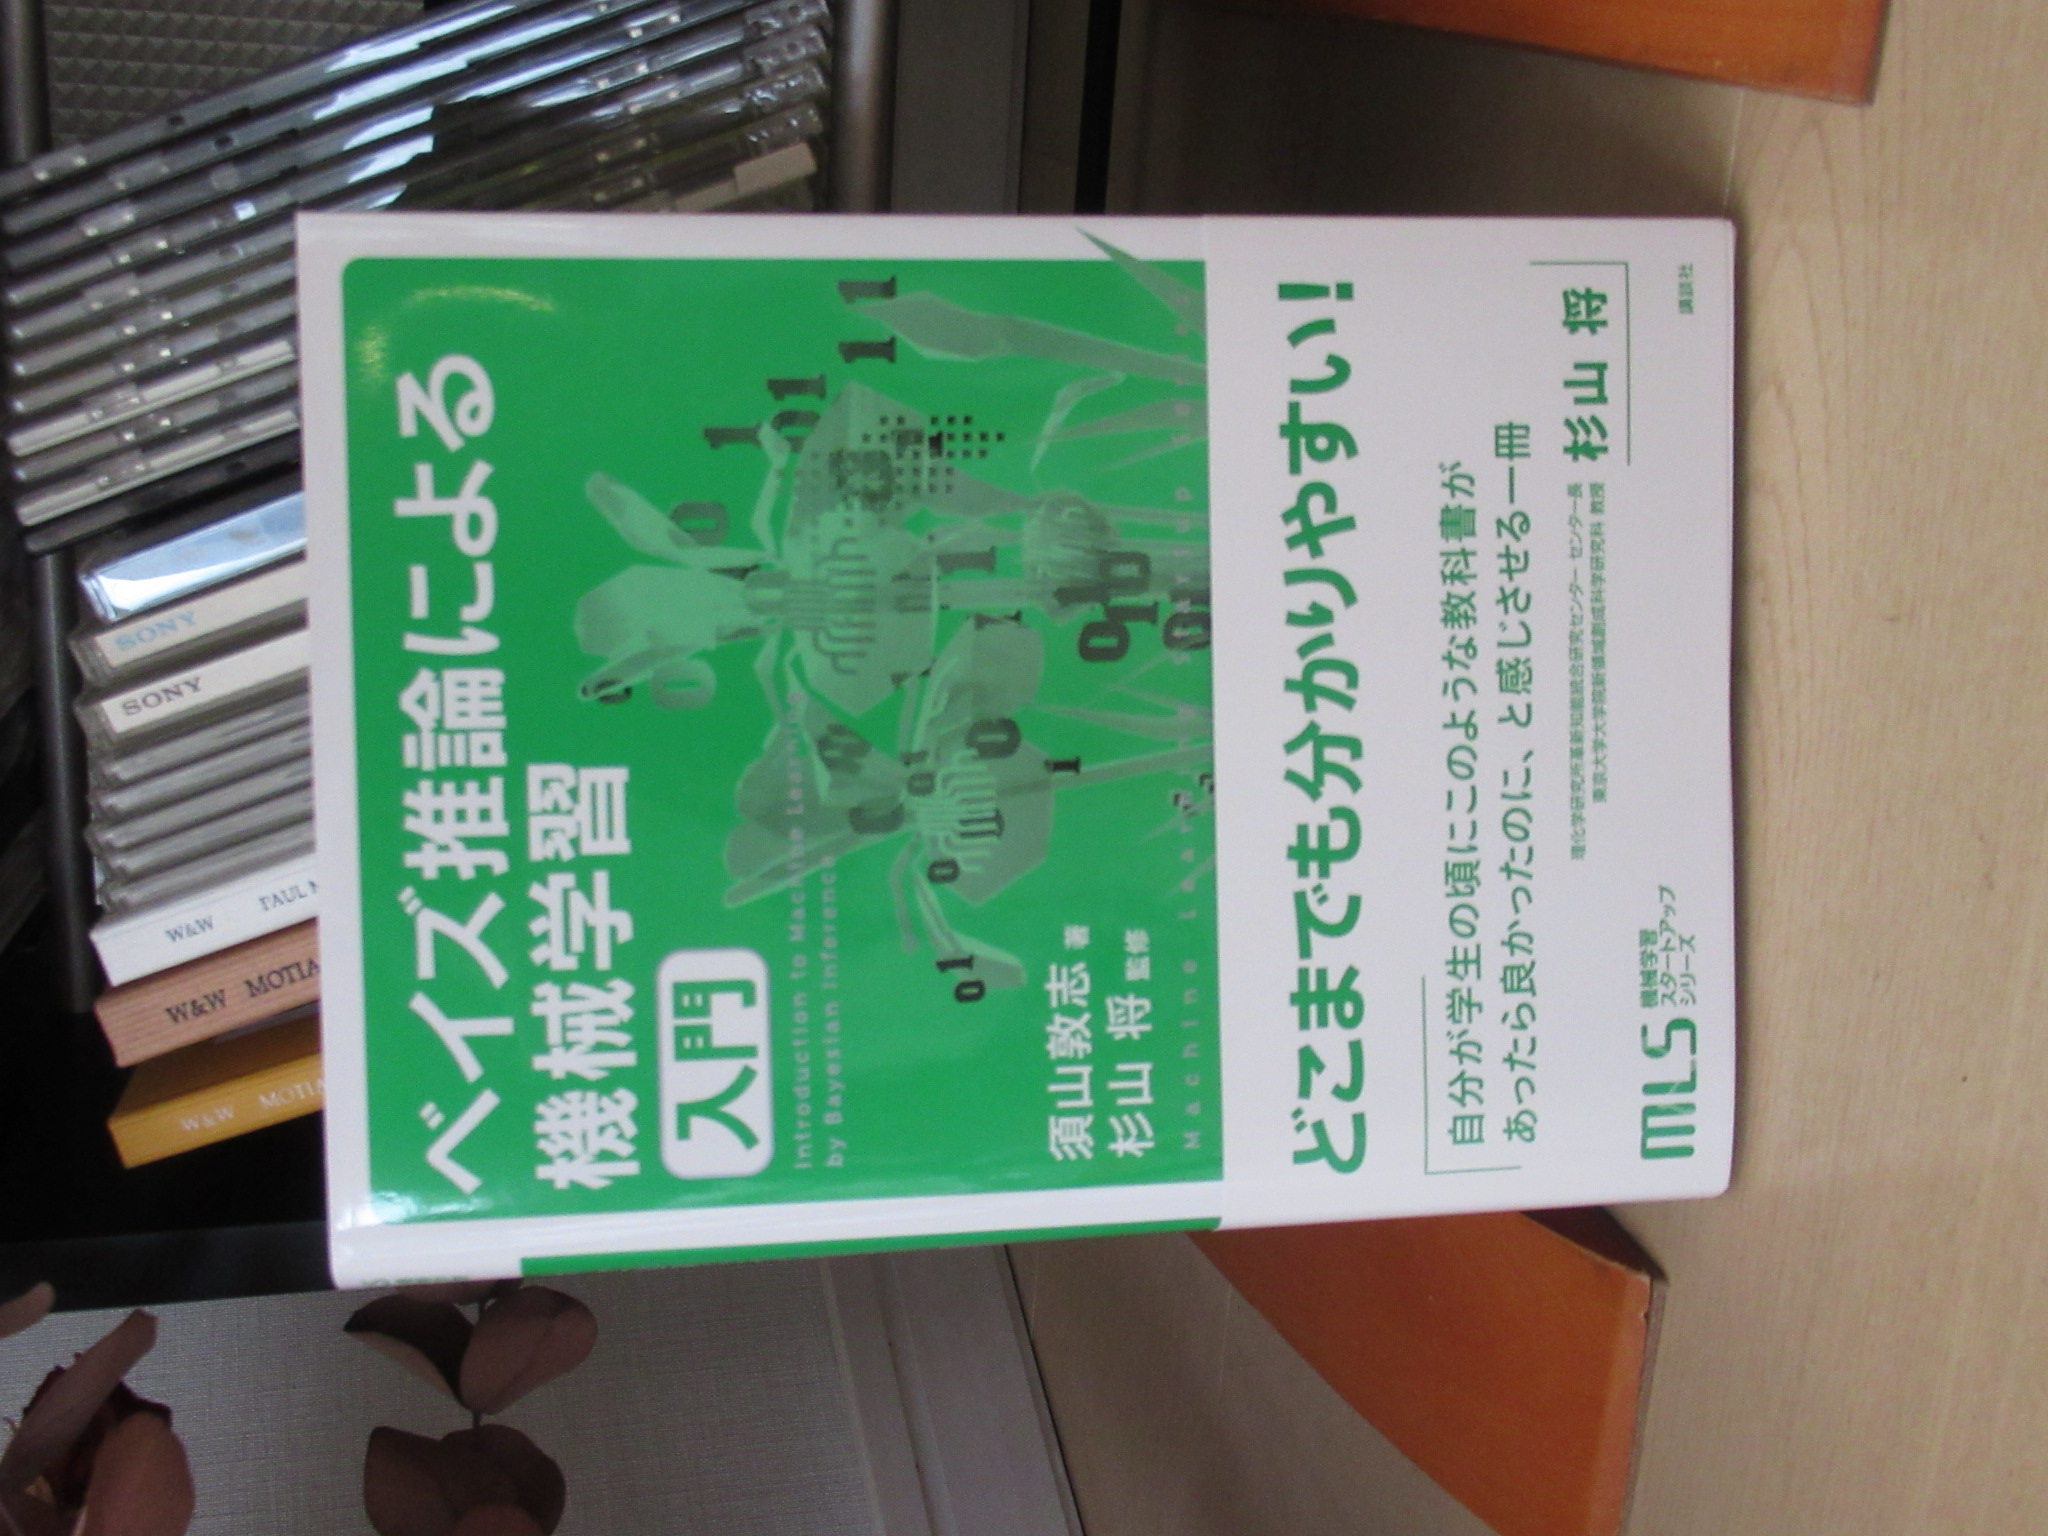 ベイズ推論による
機械学習
入門
Introduction to Machine Learning
by Bayesian Inference
須山敦志 著
杉山 将 監修
Machine Learning Startup Series
どこまでも分かりやすい!
自分が学生の頃にこのような教科書が
あったら良かったのに、と感じさせる一冊
理化学研究所革新知能統合研究センター センター長
東京大学大学院新領域創成科学研究科 教授
杉山 将
MLS
機械学習
スタートアップ
シリーズ
講談社
SONY
SONY
W&W PAUL
W&W MOTIA
W&W MOTIA